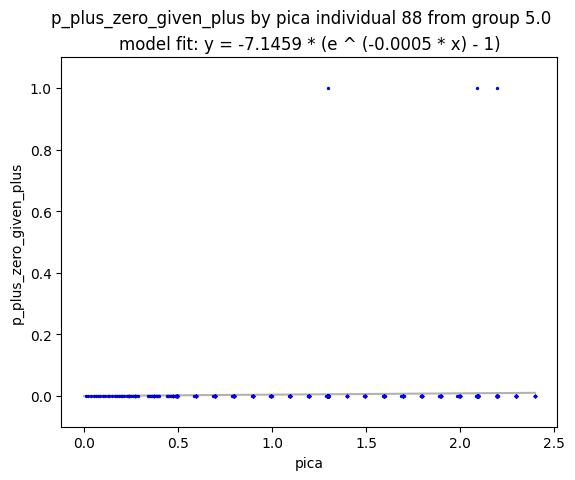 p_plus_zero_given_plus by pica individual 88 from group 5.0
model fit: y = -7.1459 * (e ^ (-0.0005 * x) - 1)
1.0
0.8
0.6
0.4
0.2
0.0
p_plus_zero_given_plus
0.0 0.5 1.0 1.5 2.0 2.5
pica